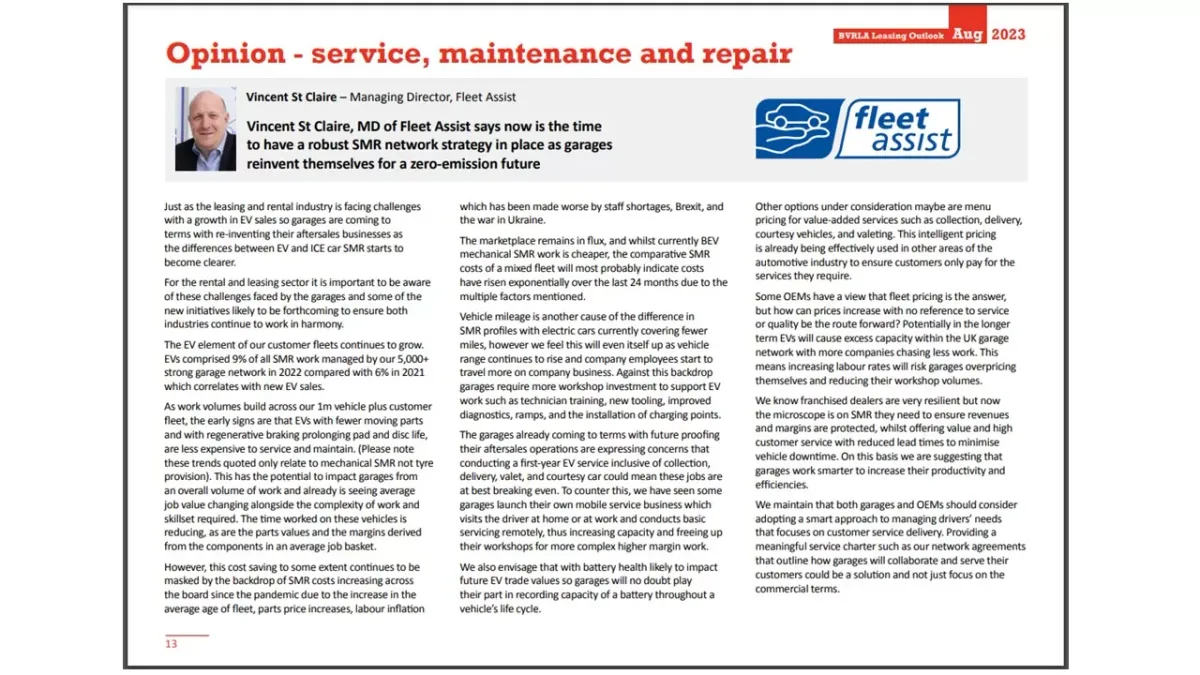 BVRLA Leasing Outlook Aug 2023
Opinion - service, maintenance and repair
Vincent St Claire – Managing Director, Fleet Assist
Vincent St Claire, MD of Fleet Assist says now is the time
to have a robust SMR network strategy in place as garages
reinvent themselves for a zero-emission future
fleet
assist
Just as the leasing and rental industry is facing challenges
with a growth in EV sales so garages are coming to
terms with re-inventing their aftersales businesses as
the differences between EV and ICE car SMR starts to
become clearer.
For the rental and leasing sector it is important to be aware
of these challenges faced by the garages and some of the
new initiatives likely to be forthcoming to ensure both
industries continue to work in harmony.
The EV element of our customer fleets continues to grow.
EVs comprised 9% of all SMR work managed by our 5,000+
strong garage network in 2022 compared with 6% in 2021
which correlates with new EV sales.
As work volumes build across our 1m vehicle plus customer
fleet, the early signs are that EVs with fewer moving parts
and with regenerative braking prolonging pad and disc life,
are less expensive to service and maintain. (Please note
these trends quoted only relate to mechanical SMR not tyre
provision). This has the potential to impact garages from
an overall volume of work and already is seeing average
job value changing alongside the complexity of work and
skillset required. The time worked on these vehicles is
reducing, as are the parts values and the margins derived
from the components in an average job basket.
However, this cost saving to some extent continues to be
masked by the backdrop of SMR costs increasing across
the board since the pandemic due to the increase in the
average age of fleet, parts price increases, labour inflation
which has been made worse by staff shortages, Brexit, and
the war in Ukraine.
The marketplace remains in flux, and whilst currently BEV
mechanical SMR work is cheaper, the comparative SMR
costs of a mixed fleet will most probably indicate costs
have risen exponentially over the last 24 months due to the
multiple factors mentioned.
Vehicle mileage is another cause of the difference in
SMR profiles with electric cars currently covering fewer
miles, however we feel this will even itself up as vehicle
range continues to rise and company employees start to
travel more on company business. Against this backdrop
garages require more workshop investment to support EV
work such as technician training, new tooling, improved
diagnostics, ramps, and the installation of charging points.
The garages already coming to terms with future proofing
their aftersales operations are expressing concerns that
conducting a first-year EV service inclusive of collection,
delivery, valet, and courtesy car could mean these jobs are
at best breaking even. To counter this, we have seen some
garages launch their own mobile service business which
visits the driver at home or at work and conducts basic
servicing remotely, thus increasing capacity and freeing up
their workshops for more complex higher margin work.
We also envisage that with battery health likely to impact
future EV trade values so garages will no doubt play
their part in recording capacity of a battery throughout a
vehicle's life cycle.
Other options under consideration maybe are menu
pricing for value-added services such as collection, delivery,
courtesy vehicles, and valeting. This intelligent pricing
is already being effectively used in other areas of the
automotive industry to ensure customers only pay for the
services they require.
Some OEMs have a view that fleet pricing is the answer,
but how can prices increase with no reference to service
or quality be the route forward? Potentially in the longer
term EVs will cause excess capacity within the UK garage
network with more companies chasing less work. This
means increasing labour rates will risk garages overpricing
themselves and reducing their workshop volumes.
We know franchised dealers are very resilient but now
the microscope is on SMR they need to ensure revenues
and margins are protected, whilst offering value and high
customer service with reduced lead times to minimise
vehicle downtime. On this basis we are suggesting that
garages work smarter to increase their productivity and
efficiencies.
We maintain that both garages and OEMs should consider
adopting a smart approach to managing drivers' needs
that focuses on customer service delivery. Providing a
meaningful service charter such as our network agreements
that outline how garages will collaborate and serve their
customers could be a solution and not just focus on the
commercial terms.
13